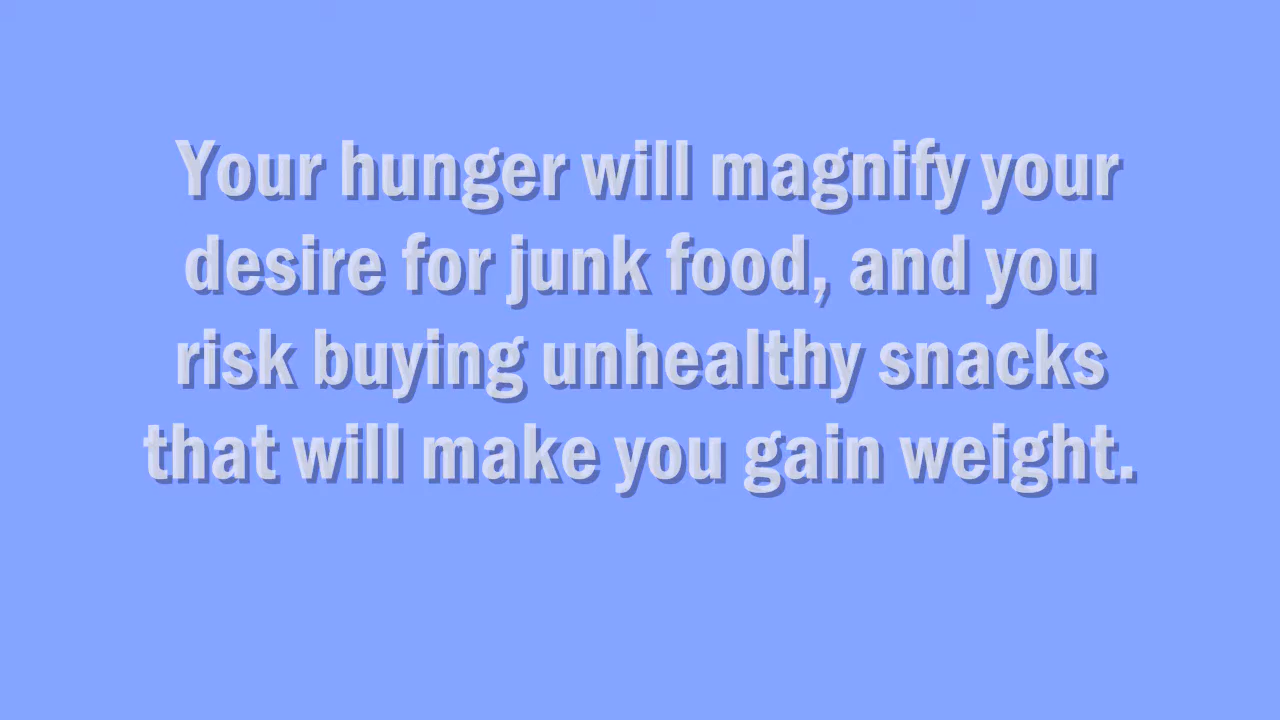 Your hunger will magnify your
desire for junk food, and you
risk buying unhealthy snacks
that will make you gain weight.